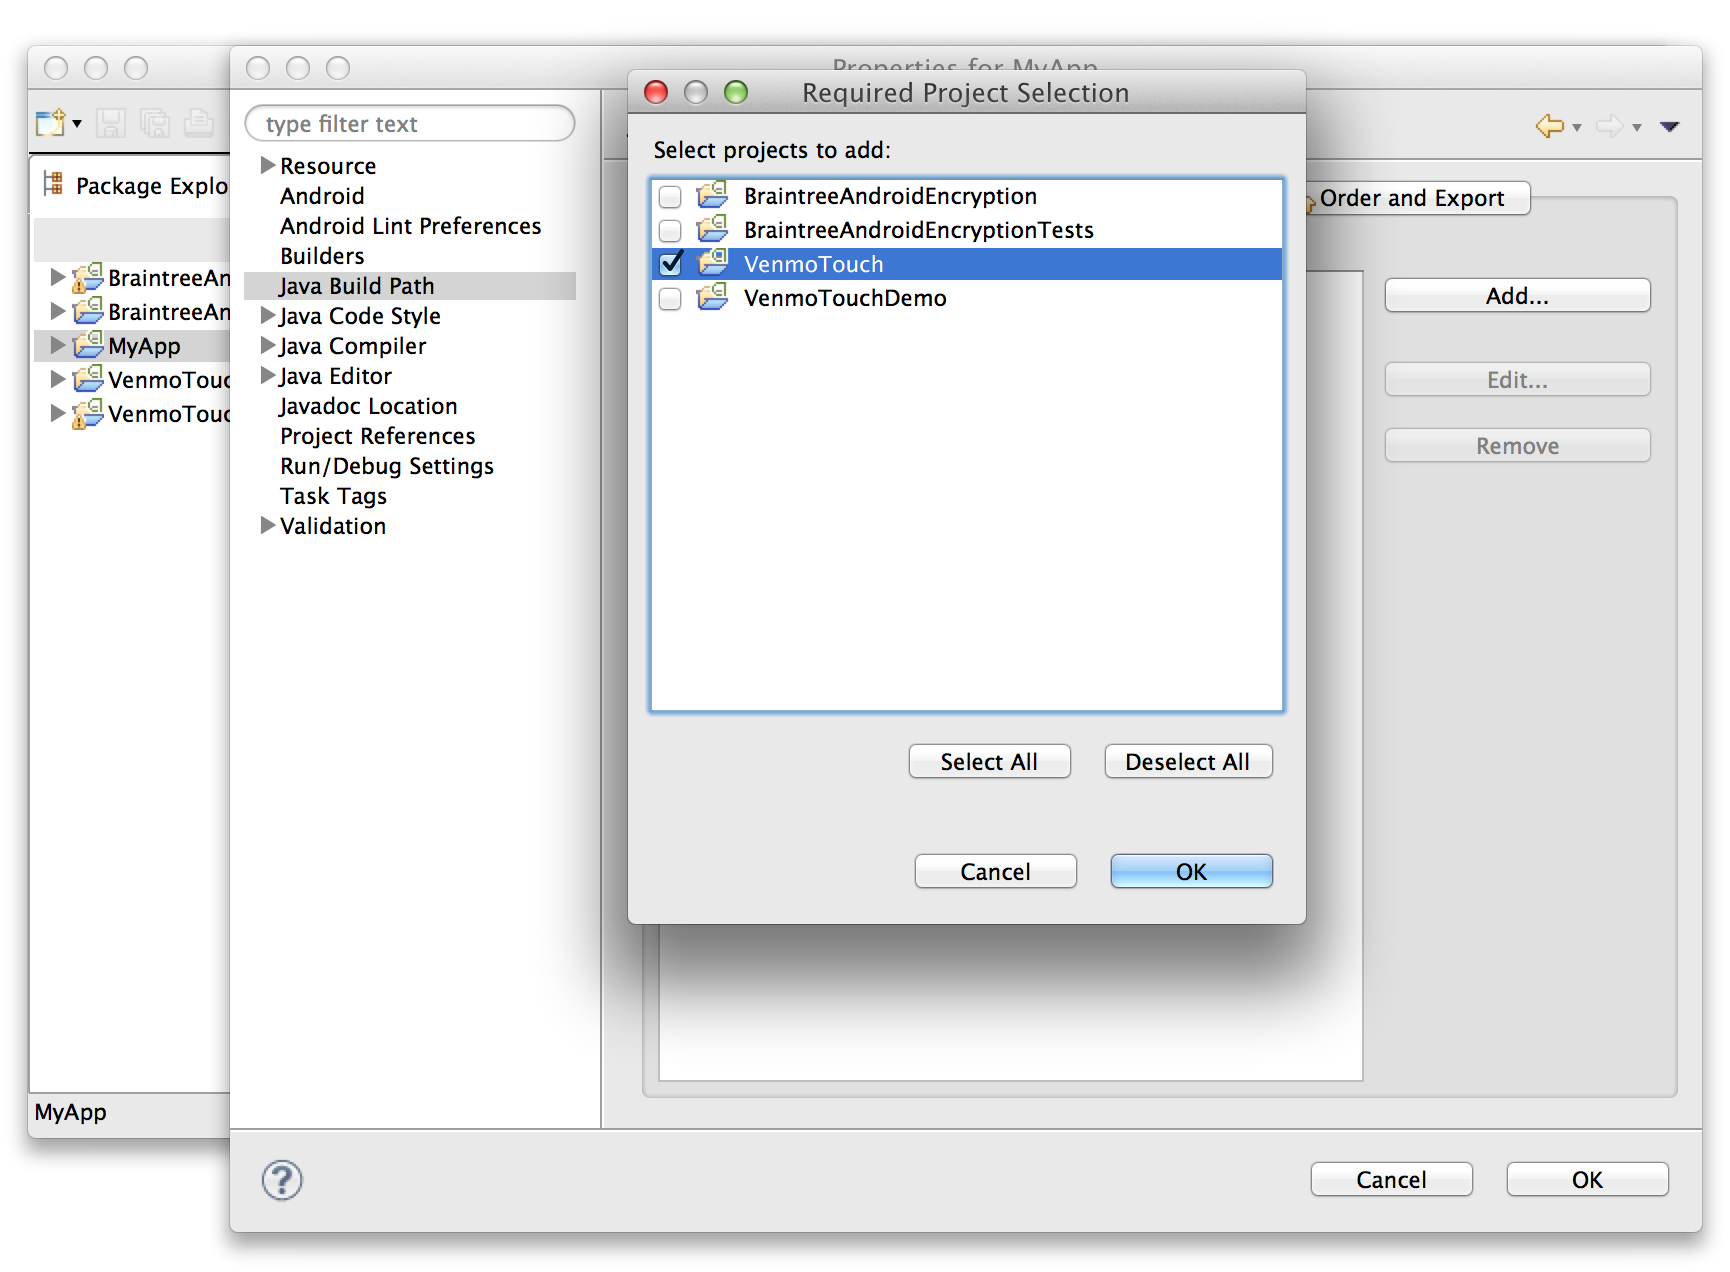 Properties for MyApp
Required Project Selection
type filter text
Select projects to add:
Resource
Android
Android Lint Preferences
Builders
Java Build Path
Java Code Style
Java Compiler
Java Editor
Javadoc Location
Project References
Run/Debug Settings
Task Tags
Validation
Package Explo
BraintreeAn
BraintreeAn
MyApp
VenmoTouc
VenmoTouc
BraintreeAndroidEncryption
BraintreeAndroidEncryptionTests
VenmoTouch
VenmoTouchDemo
Order and Export
Add...
Edit...
Remove
Select All
Deselect All
Cancel
OK
MyApp
Cancel
OK